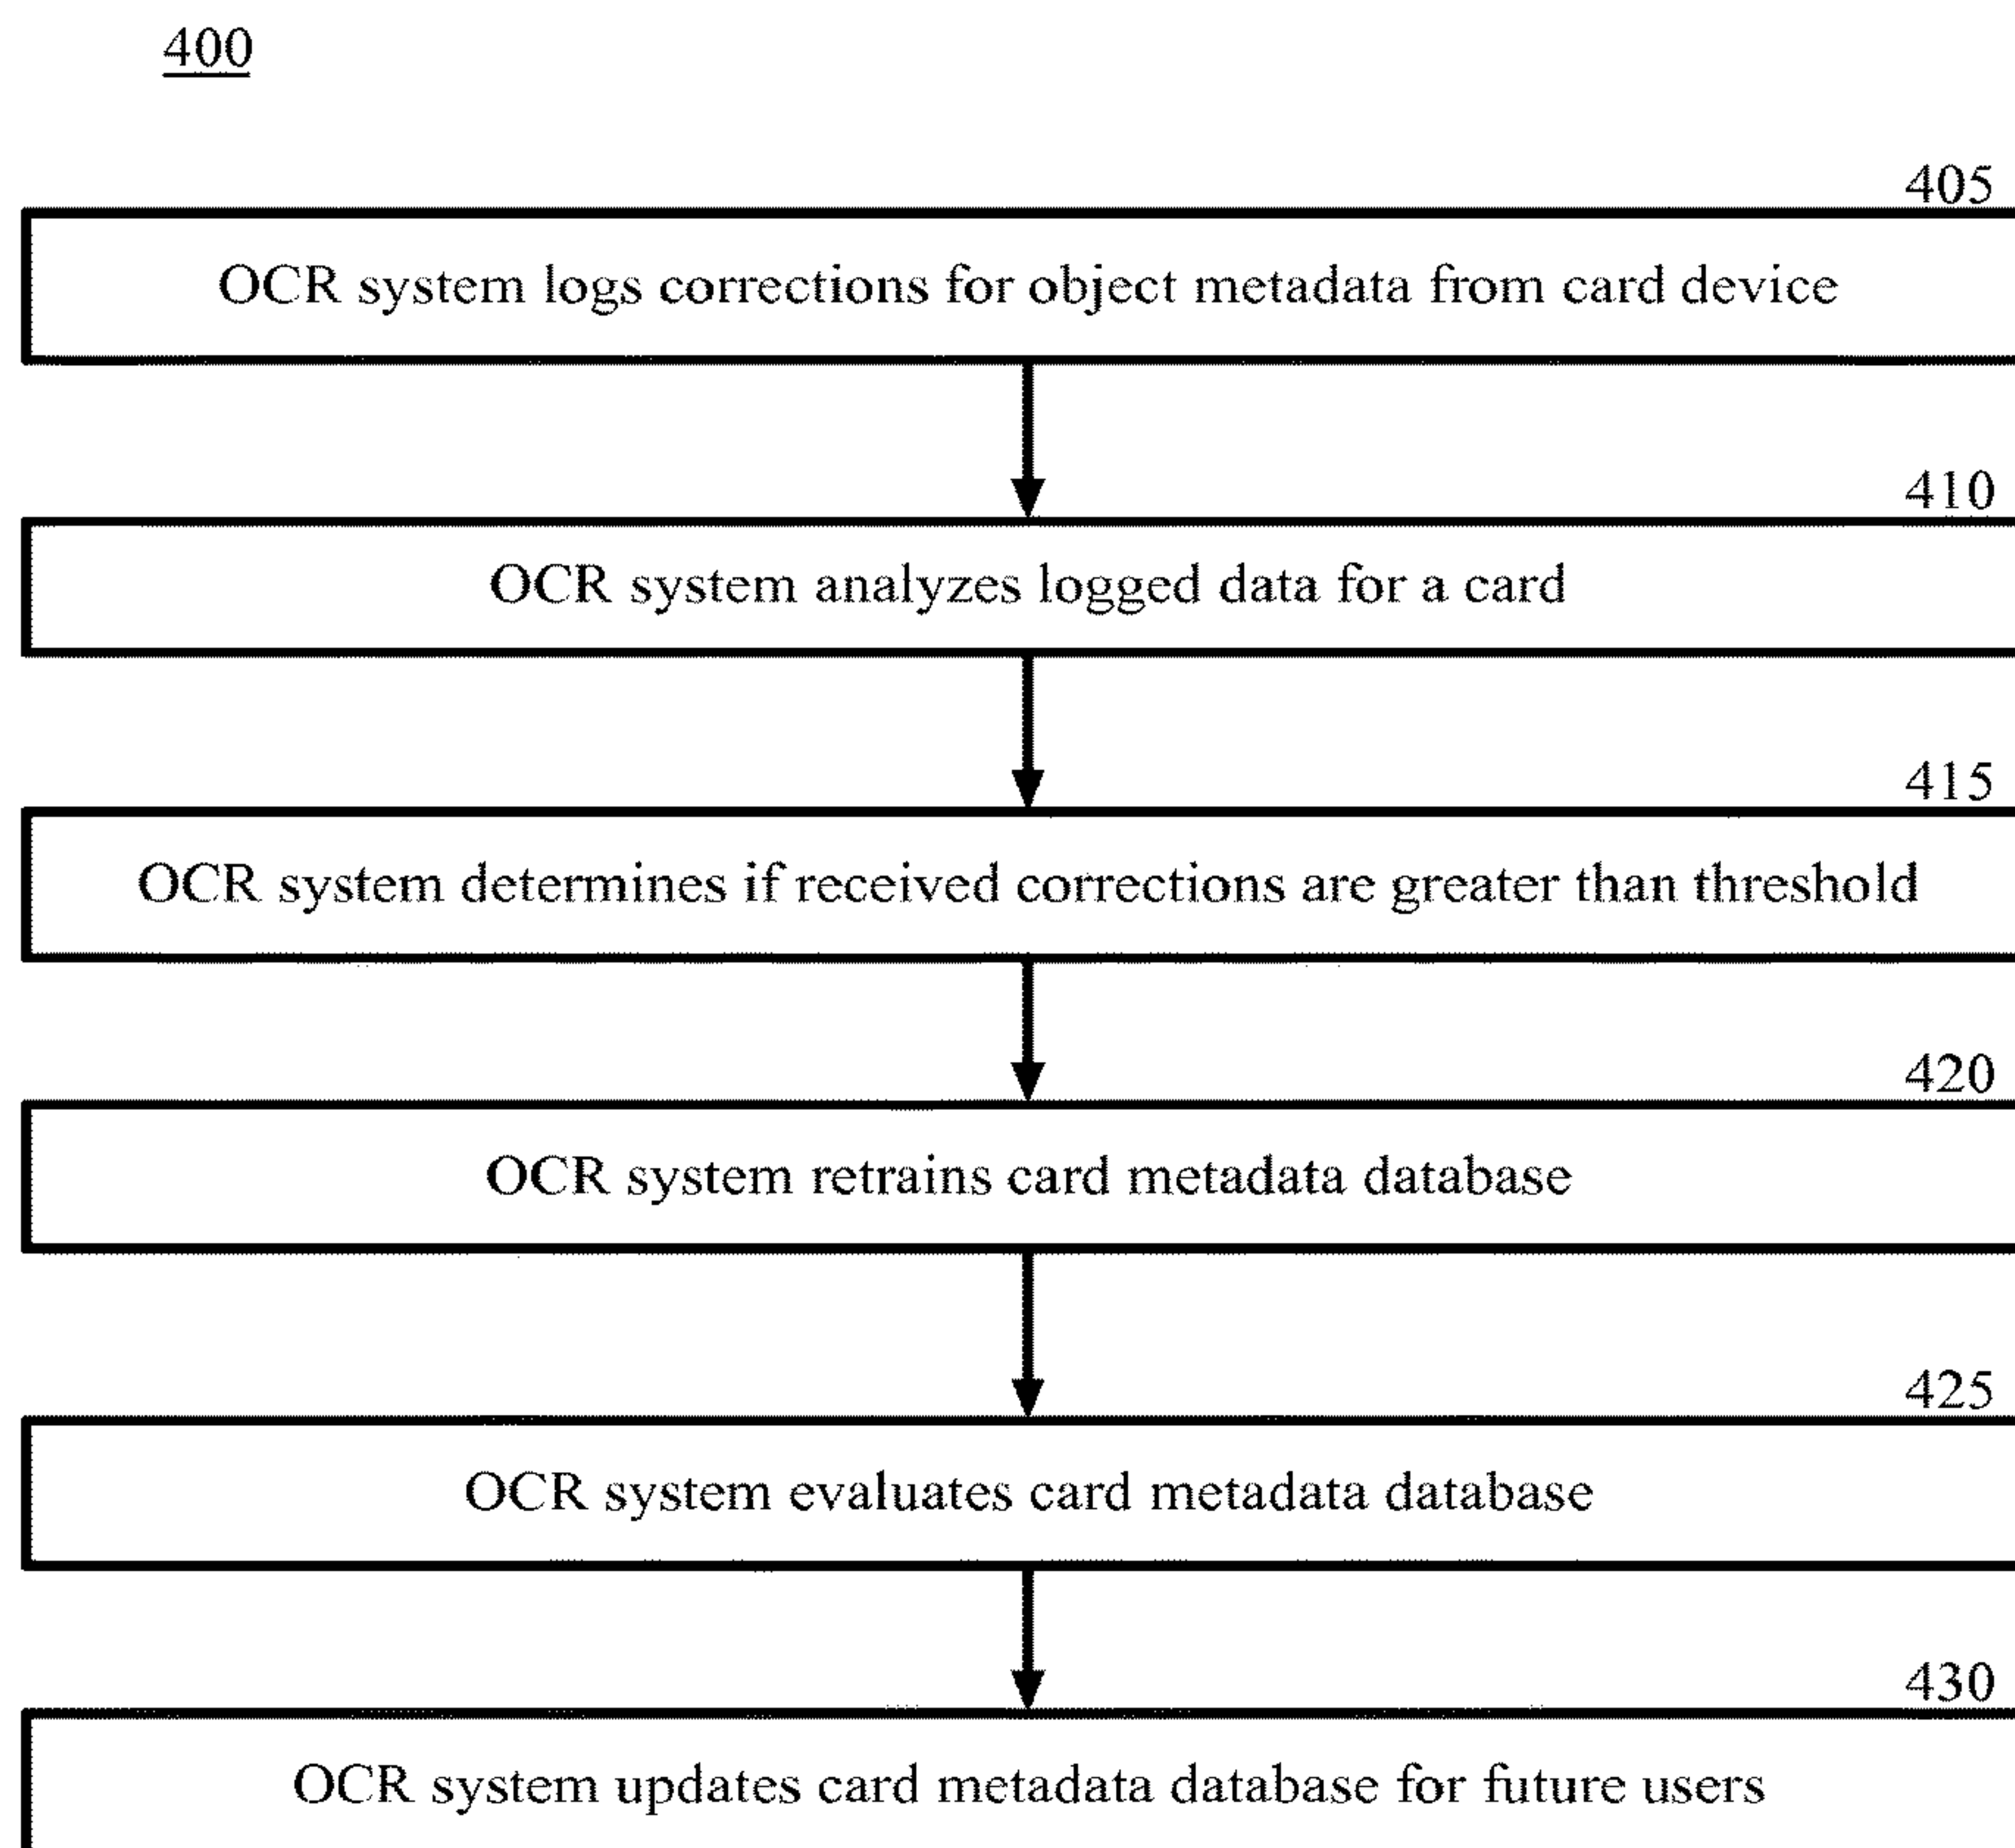 400
405
OCR system logs corrections for object metadata from card device
410
OCR system analyzes logged data for a card
415
OCR system determines if received corrections are greater than threshold
420
OCR system retrains card metadata database
425
OCR system evaluates card metadata database
430
OCR system updates card metadata database for future users